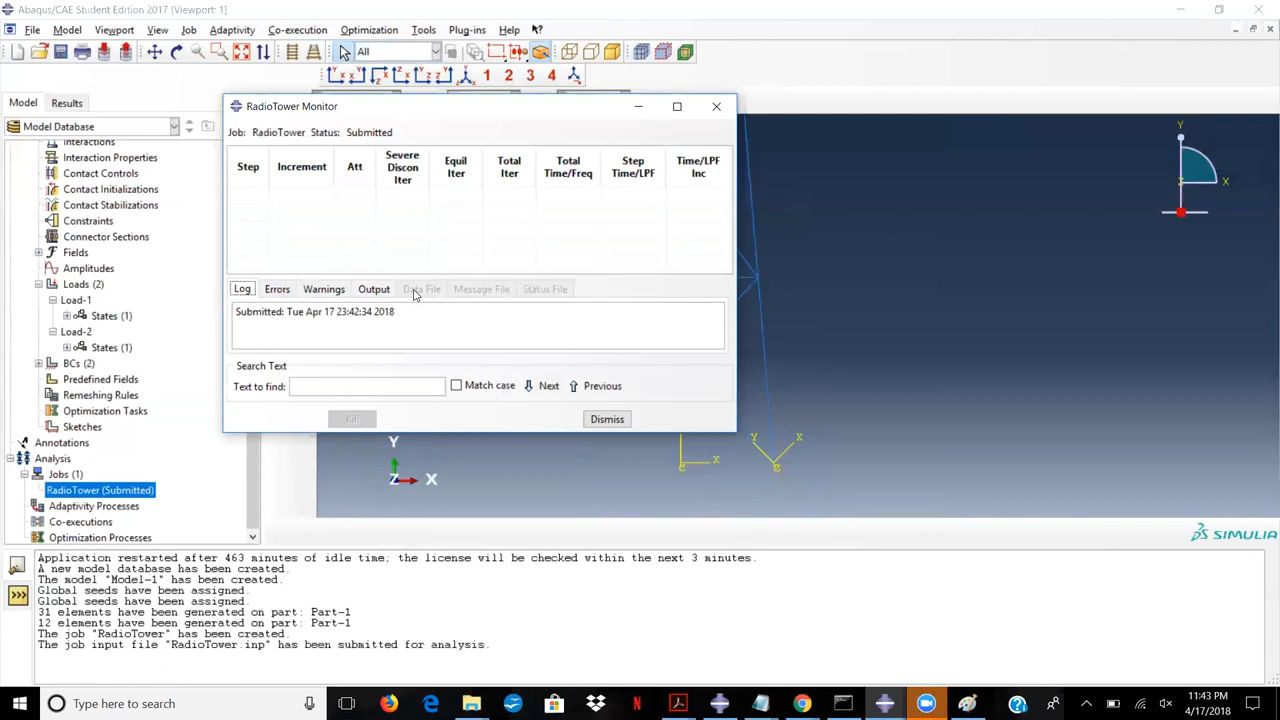 Abaqus/CAE Student Edition 2017 [Viewport: 1]
File Model Viewport View Job Adaptivity Co-execution Optimization Tools Plug-ins Help
All
1 2 3 4
Model Results
Model Database
Interactions
Interaction Properties
Contact Controls
Contact Initializations
Contact Stabilizations
Constraints
Connector Sections
Fields
Amplitudes
Loads (2)
Load-1
States (1)
Load-2
States (1)
BCs (2)
Predefined Fields
Remeshing Rules
Optimization Tasks
Sketches
Annotations
Analysis
Jobs (1)
RadioTower (Submitted)
Adaptivity Processes
Co-executions
Optimization Processes
RadioTower Monitor
Job: RadioTower Status: Submitted
Step Increment Att Severe Discon Iter Equil Iter Total Iter Total Time/Freq Step Time/LPF Time/LPF Inc
Log Errors Warnings Output Data File Message File Status File
Submitted: Tue Apr 17 23:42:34 2018
Search Text
Text to find: Match case Next Previous
Kill Dismiss
Y
X
Z
Y
Z X
X
Y X
SIMULIA
Application restarted after 463 minutes of idle time; the license will be checked within the next 3 minutes.
A new model database has been created.
The model "Model-1" has been created.
Global seeds have been assigned.
Global seeds have been assigned.
31 elements have been generated on part: Part-1
12 elements have been generated on part: Part-1
The job "RadioTower" has been created.
The job input file "RadioTower.inp" has been submitted for analysis.
>>>
Type here to search
11:43 PM
4/17/2018